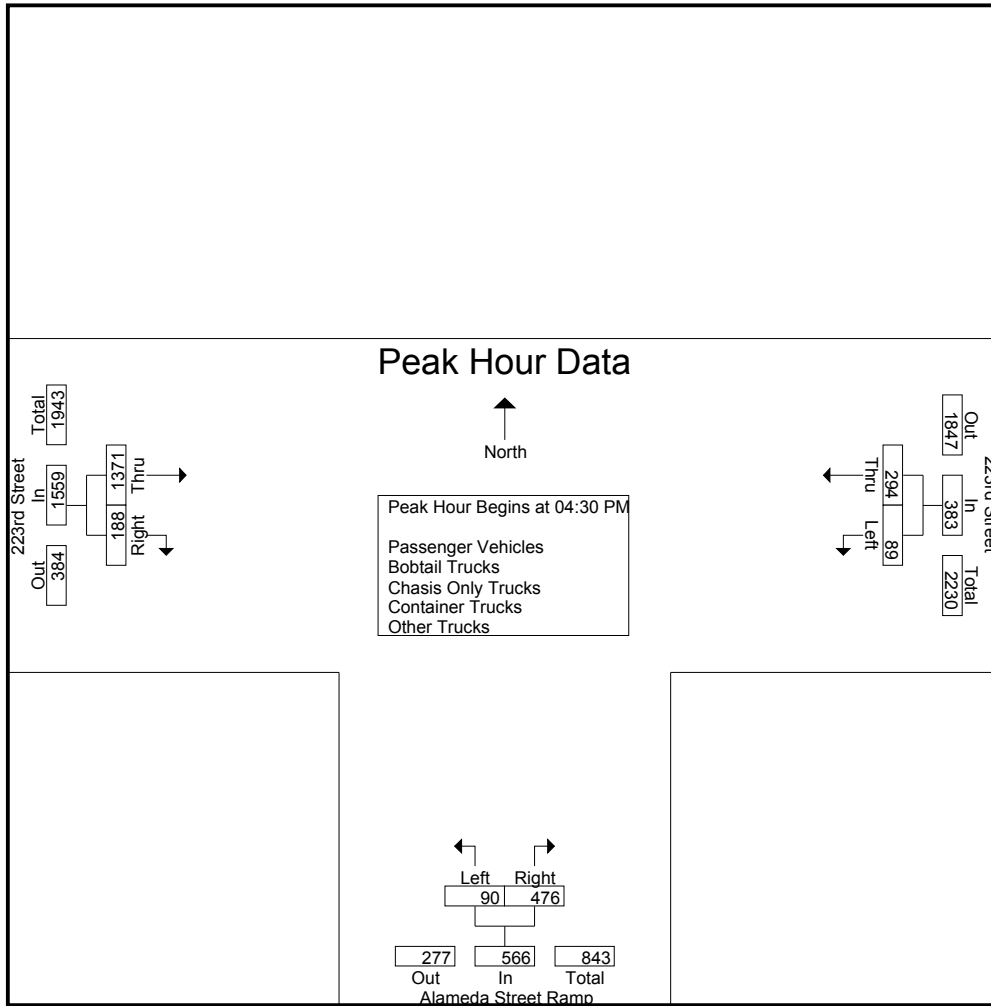 Peak Hour Data
North
Peak Hour Begins at 04:30 PM
Passenger Vehicles
Bobtail Trucks
Chasis Only Trucks
Container Trucks
Other Trucks
223rd Street
Total
1943
In
1559
Out
384
1371
Thru
188
Right
223rd Street
Out
1847
In
383
Total
2230
Thru
294
Left
89
Left Right
90 476
277 566 843
Out In Total
Alameda Street Ramp